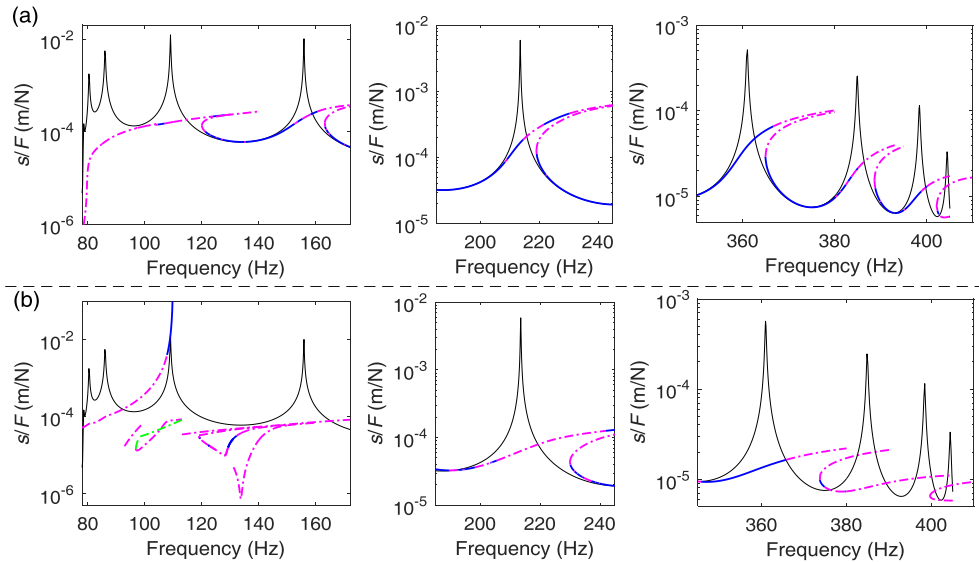 (a)
s/F (m/N)
10⁻²
10⁻⁴
10⁻⁶
80 100 120 140 160
Frequency (Hz)
s/F (m/N)
10⁻²
10⁻³
10⁻⁴
10⁻⁵
200 220 240
Frequency (Hz)
s/F (m/N)
10⁻³
10⁻⁴
10⁻⁵
360 380 400
Frequency (Hz)
(b)
s/F (m/N)
10⁻²
10⁻⁴
10⁻⁶
80 100 120 140 160
Frequency (Hz)
s/F (m/N)
10⁻²
10⁻³
10⁻⁴
10⁻⁵
200 220 240
Frequency (Hz)
s/F (m/N)
10⁻³
10⁻⁴
10⁻⁵
360 380 400
Frequency (Hz)